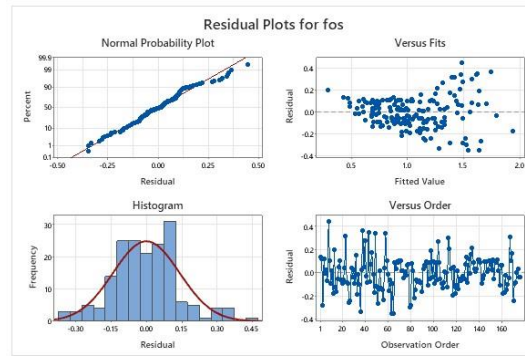 Residual Plots for fos
Normal Probability Plot
99.9
99
90
50
10
1
0.1
Percent
-0.50 -0.25 0.00 0.25 0.50
Residual
Versus Fits
0.4
0.2
0.0
-0.2
-0.4
Residual
0.5 1.0 1.5 2.0
Fitted Value
Histogram
30
20
10
0
Frequency
-0.30 -0.15 0.00 0.15 0.30 0.45
Residual
Versus Order
0.4
0.2
0.0
-0.2
-0.4
Residual
1 20 40 60 80 100 120 140 160
Observation Order